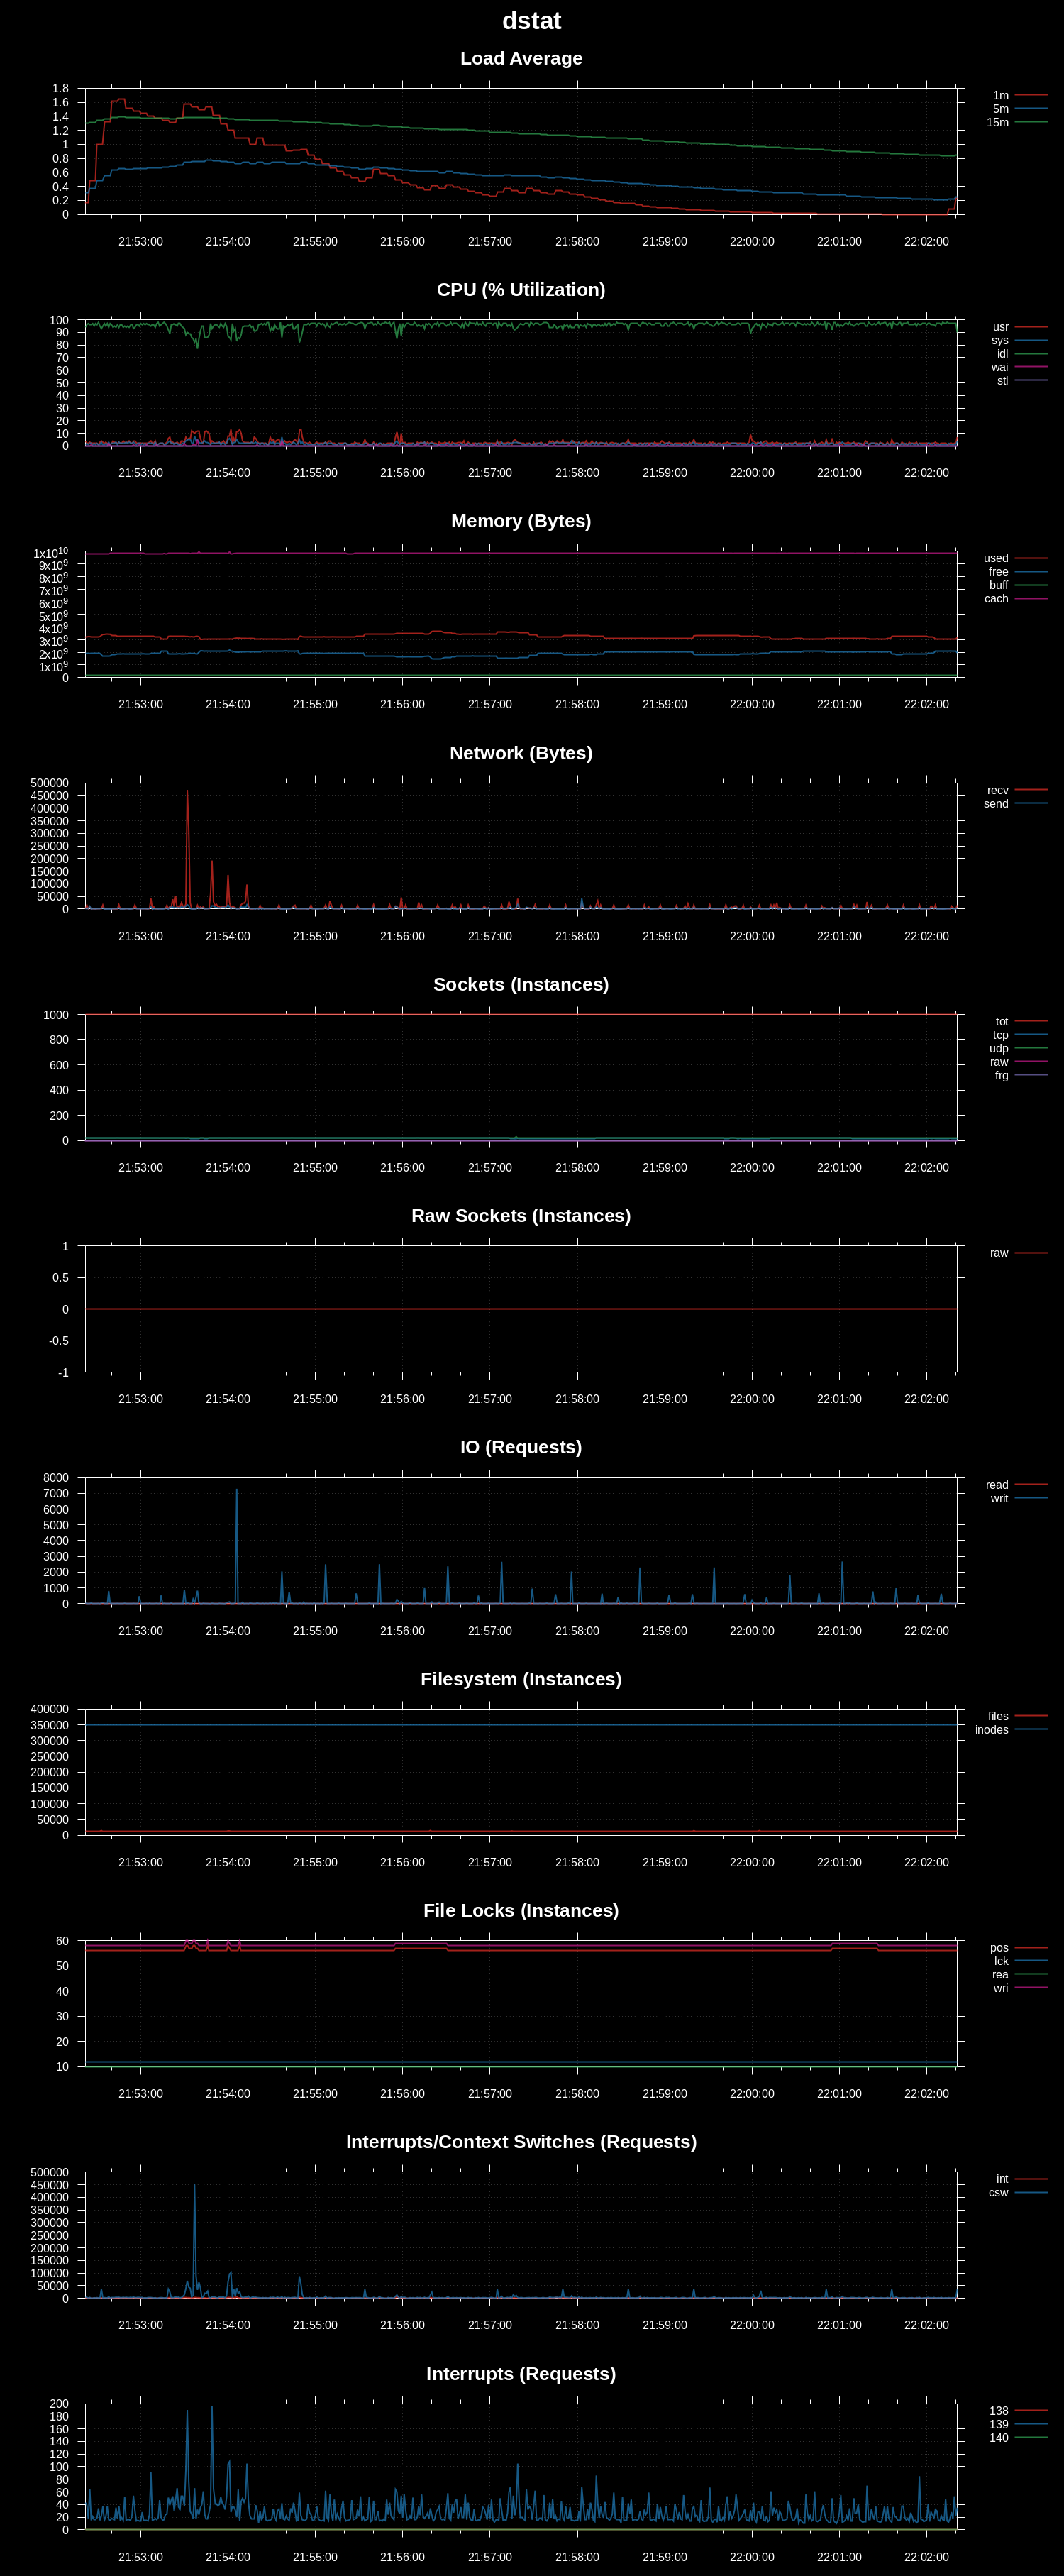 dstat
Load Average
1.8
1.6
1.4
1.2
1
0.8
0.6
0.4
0.2
0
21:53:00 21:54:00 21:55:00 21:56:00 21:57:00 21:58:00 21:59:00 22:00:00 22:01:00 22:02:00
1m
5m
15m
CPU (% Utilization)
100
90
80
70
60
50
40
30
20
10
0
21:53:00 21:54:00 21:55:00 21:56:00 21:57:00 21:58:00 21:59:00 22:00:00 22:01:00 22:02:00
usr
sys
idl
wai
stl
Memory (Bytes)
1x10^10
9x10^9
8x10^9
7x10^9
6x10^9
5x10^9
4x10^9
3x10^9
2x10^9
1x10^9
0
21:53:00 21:54:00 21:55:00 21:56:00 21:57:00 21:58:00 21:59:00 22:00:00 22:01:00 22:02:00
used
free
buff
cach
Network (Bytes)
500000
450000
400000
350000
300000
250000
200000
150000
100000
50000
0
21:53:00 21:54:00 21:55:00 21:56:00 21:57:00 21:58:00 21:59:00 22:00:00 22:01:00 22:02:00
recv
send
Sockets (Instances)
1000
800
600
400
200
0
21:53:00 21:54:00 21:55:00 21:56:00 21:57:00 21:58:00 21:59:00 22:00:00 22:01:00 22:02:00
tot
tcp
udp
raw
frg
Raw Sockets (Instances)
1
0.5
0
-0.5
-1
21:53:00 21:54:00 21:55:00 21:56:00 21:57:00 21:58:00 21:59:00 22:00:00 22:01:00 22:02:00
raw
IO (Requests)
8000
7000
6000
5000
4000
3000
2000
1000
0
21:53:00 21:54:00 21:55:00 21:56:00 21:57:00 21:58:00 21:59:00 22:00:00 22:01:00 22:02:00
read
writ
Filesystem (Instances)
400000
350000
300000
250000
200000
150000
100000
50000
0
21:53:00 21:54:00 21:55:00 21:56:00 21:57:00 21:58:00 21:59:00 22:00:00 22:01:00 22:02:00
files
inodes
File Locks (Instances)
60
50
40
30
20
10
21:53:00 21:54:00 21:55:00 21:56:00 21:57:00 21:58:00 21:59:00 22:00:00 22:01:00 22:02:00
pos
lck
rea
wri
Interrupts/Context Switches (Requests)
500000
450000
400000
350000
300000
250000
200000
150000
100000
50000
0
21:53:00 21:54:00 21:55:00 21:56:00 21:57:00 21:58:00 21:59:00 22:00:00 22:01:00 22:02:00
int
csw
Interrupts (Requests)
200
180
160
140
120
100
80
60
40
20
0
21:53:00 21:54:00 21:55:00 21:56:00 21:57:00 21:58:00 21:59:00 22:00:00 22:01:00 22:02:00
138
139
140